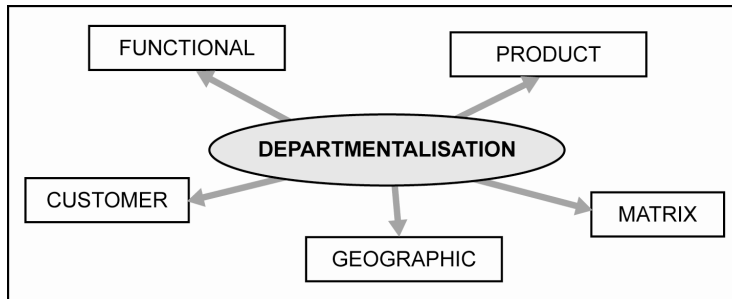 FUNCTIONAL
PRODUCT
DEPARTMENTALISATION
CUSTOMER
MATRIX
GEOGRAPHIC